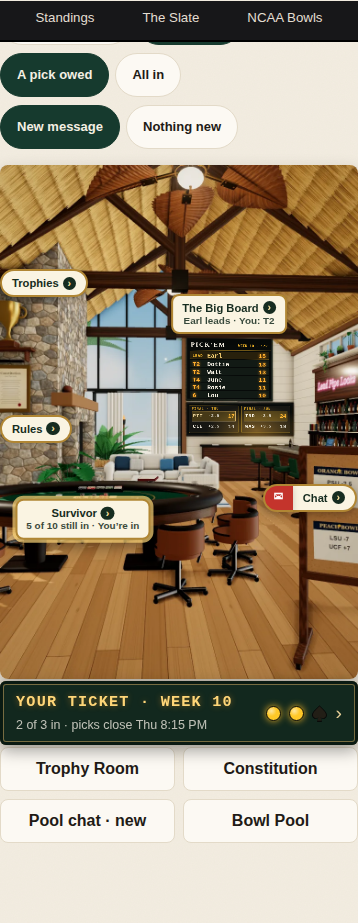 Standings
The Slate
NCAA Bowls
A pick owed
All in
New message
Nothing new
Trophies ›
The Big Board ›
Earl leads · You: T2
PICK'EM
Earl 15
T2 Dottie 13
T2 Walt 13
T4 June 11
T4 Rosie 11
6 Lou 10
Rules ›
ORANGE BOWL
Chat ›
Survivor ›
5 of 10 still in · You're in
PEACH BOWL
LSU -7
UCF +7
YOUR TICKET · WEEK 10
2 of 3 in · picks close Thu 8:15 PM
›
Trophy Room
Constitution
Pool chat · new
Bowl Pool